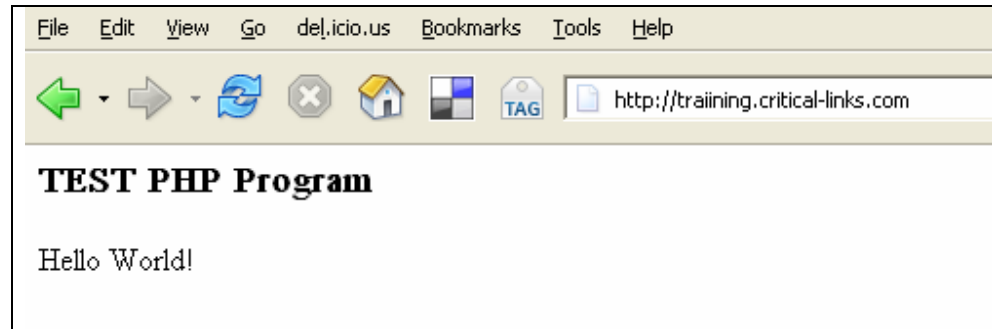 File Edit View Go del.icio.us Bookmarks Tools Help
TAG http://traiining.critical-links.com
TEST PHP Program
Hello World!